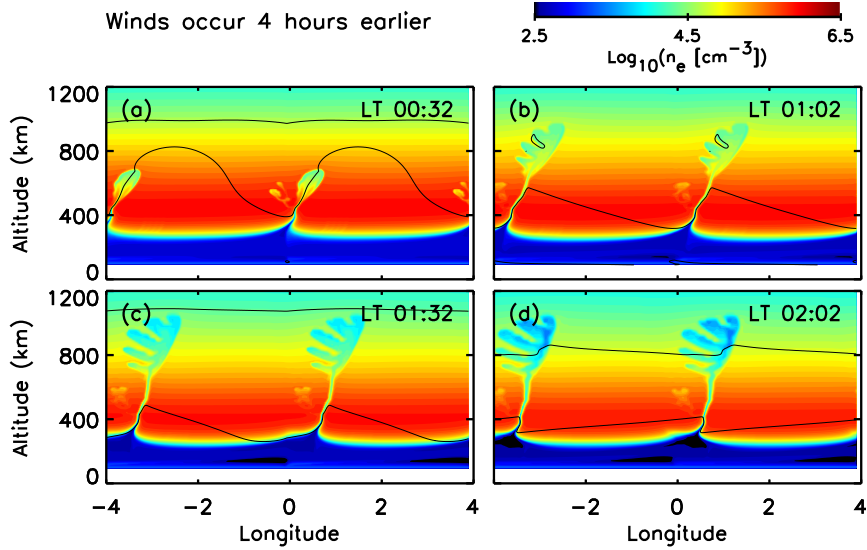 Winds occur 4 hours earlier
2.5 4.5 6.5
Log₁₀(nₑ [cm⁻³])
Altitude (km)
1200
800
400
0
(a) LT 00:32
(b) LT 01:02
Altitude (km)
1200
800
400
0
(c) LT 01:32
(d) LT 02:02
−4 −2 0 2 4
−2 0 2 4
Longitude
Longitude